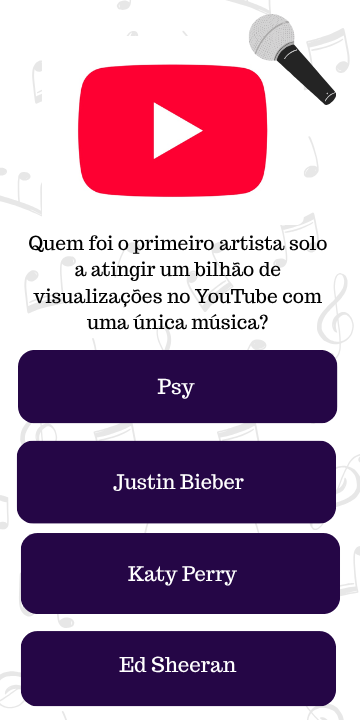 Quem foi o primeiro artista solo
a atingir um bilhão de
visualizações no YouTube com
uma única música?
Psy
Justin Bieber
Katy Perry
Ed Sheeran